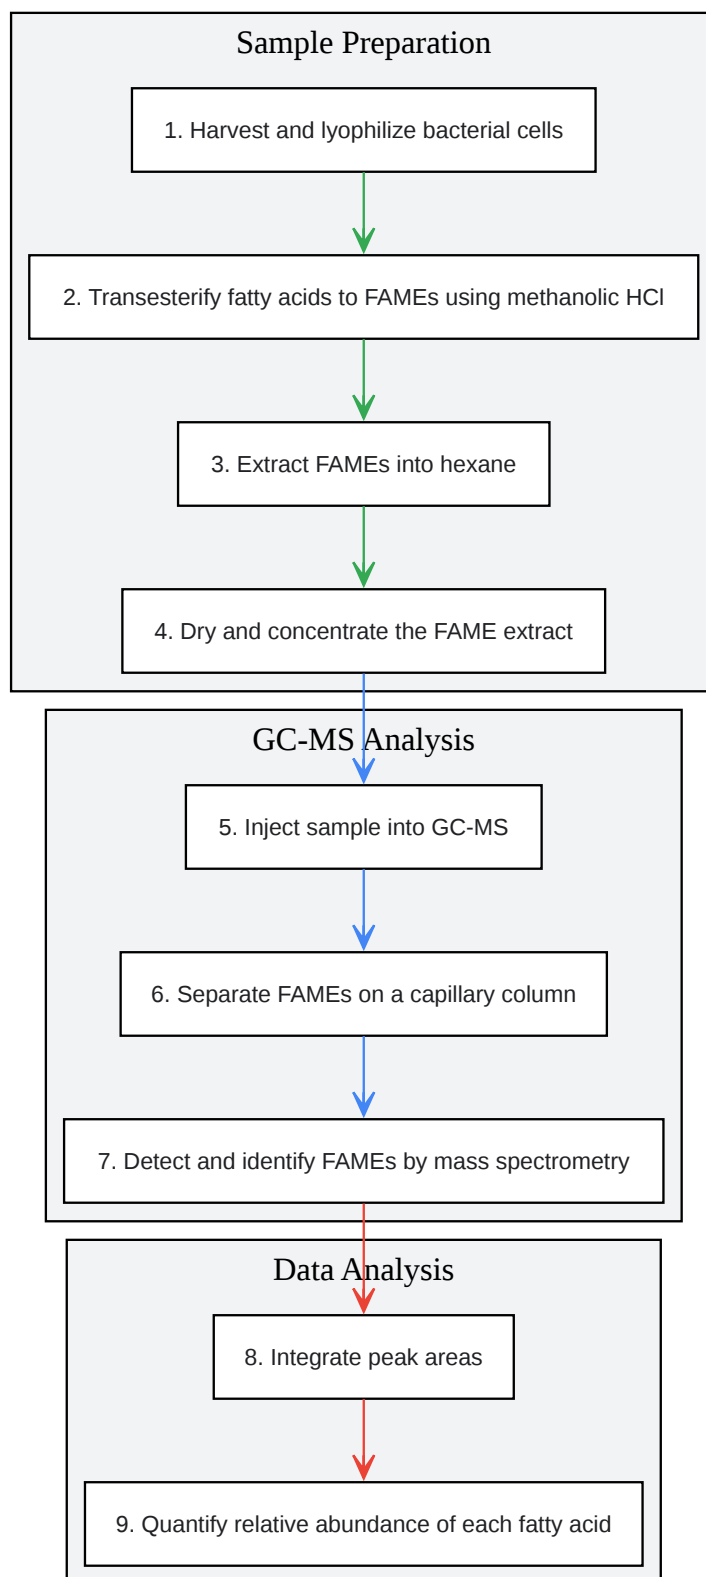 Sample Preparation
1. Harvest and lyophilize bacterial cells
2. Transesterify fatty acids to FAMEs using methanolic HCl
3. Extract FAMEs into hexane
4. Dry and concentrate the FAME extract
GC-MS Analysis
5. Inject sample into GC-MS
6. Separate FAMEs on a capillary column
7. Detect and identify FAMEs by mass spectrometry
Data Analysis
8. Integrate peak areas
9. Quantify relative abundance of each fatty acid